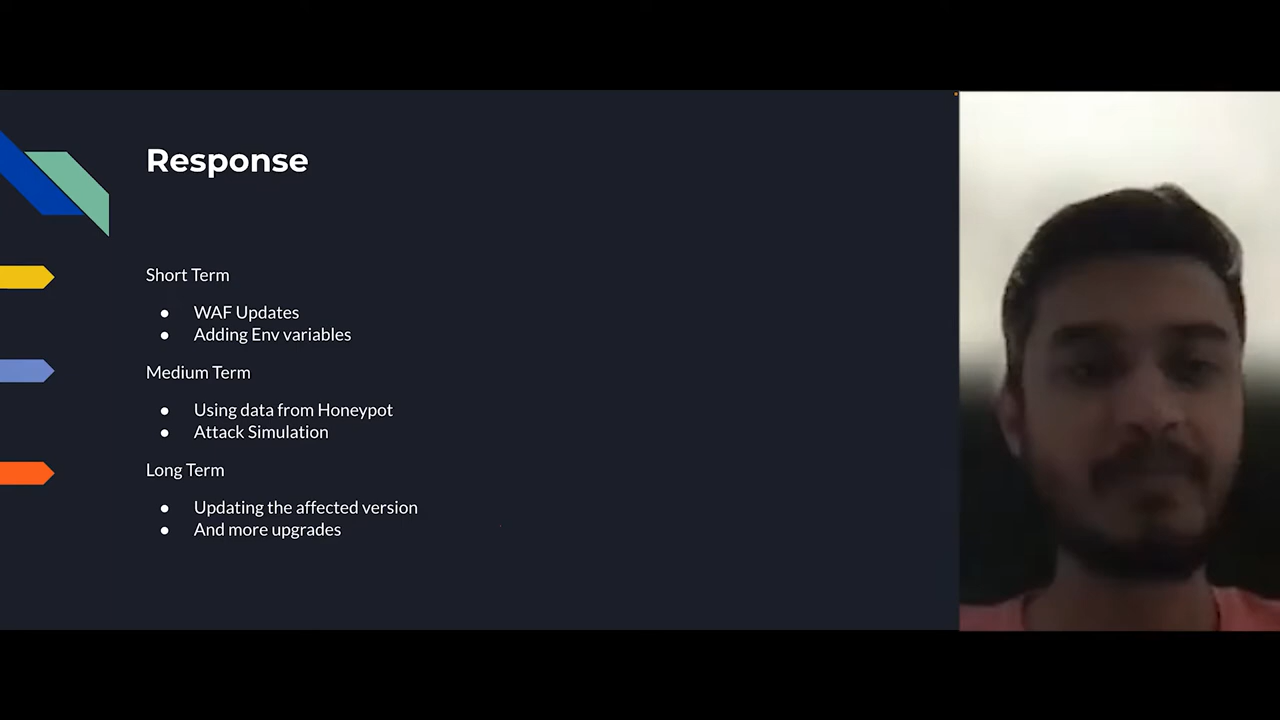 Response
Short Term
● WAF Updates
● Adding Env variables
Medium Term
● Using data from Honeypot
● Attack Simulation
Long Term
● Updating the affected version
● And more upgrades